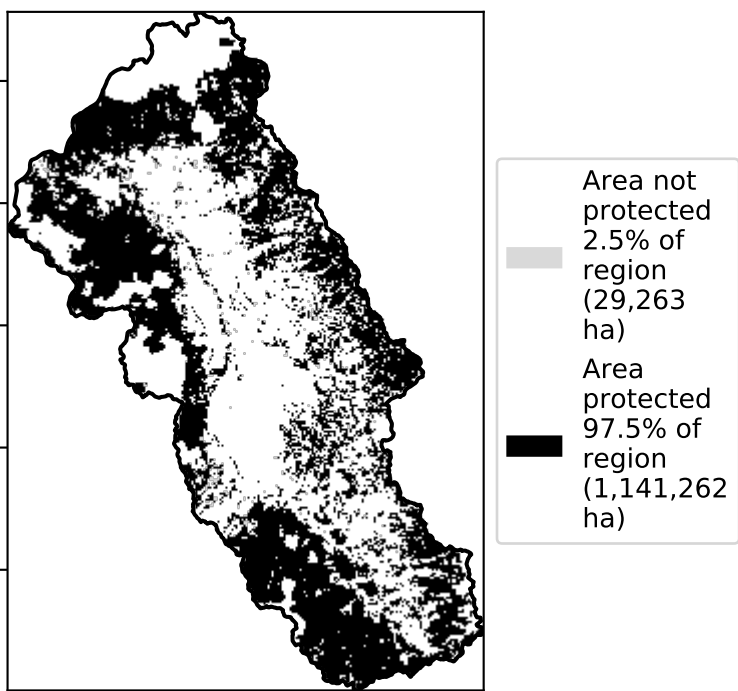 Area not
protected
2.5% of
region
(29,263
ha)
Area
protected
97.5% of
region
(1,141,262
ha)